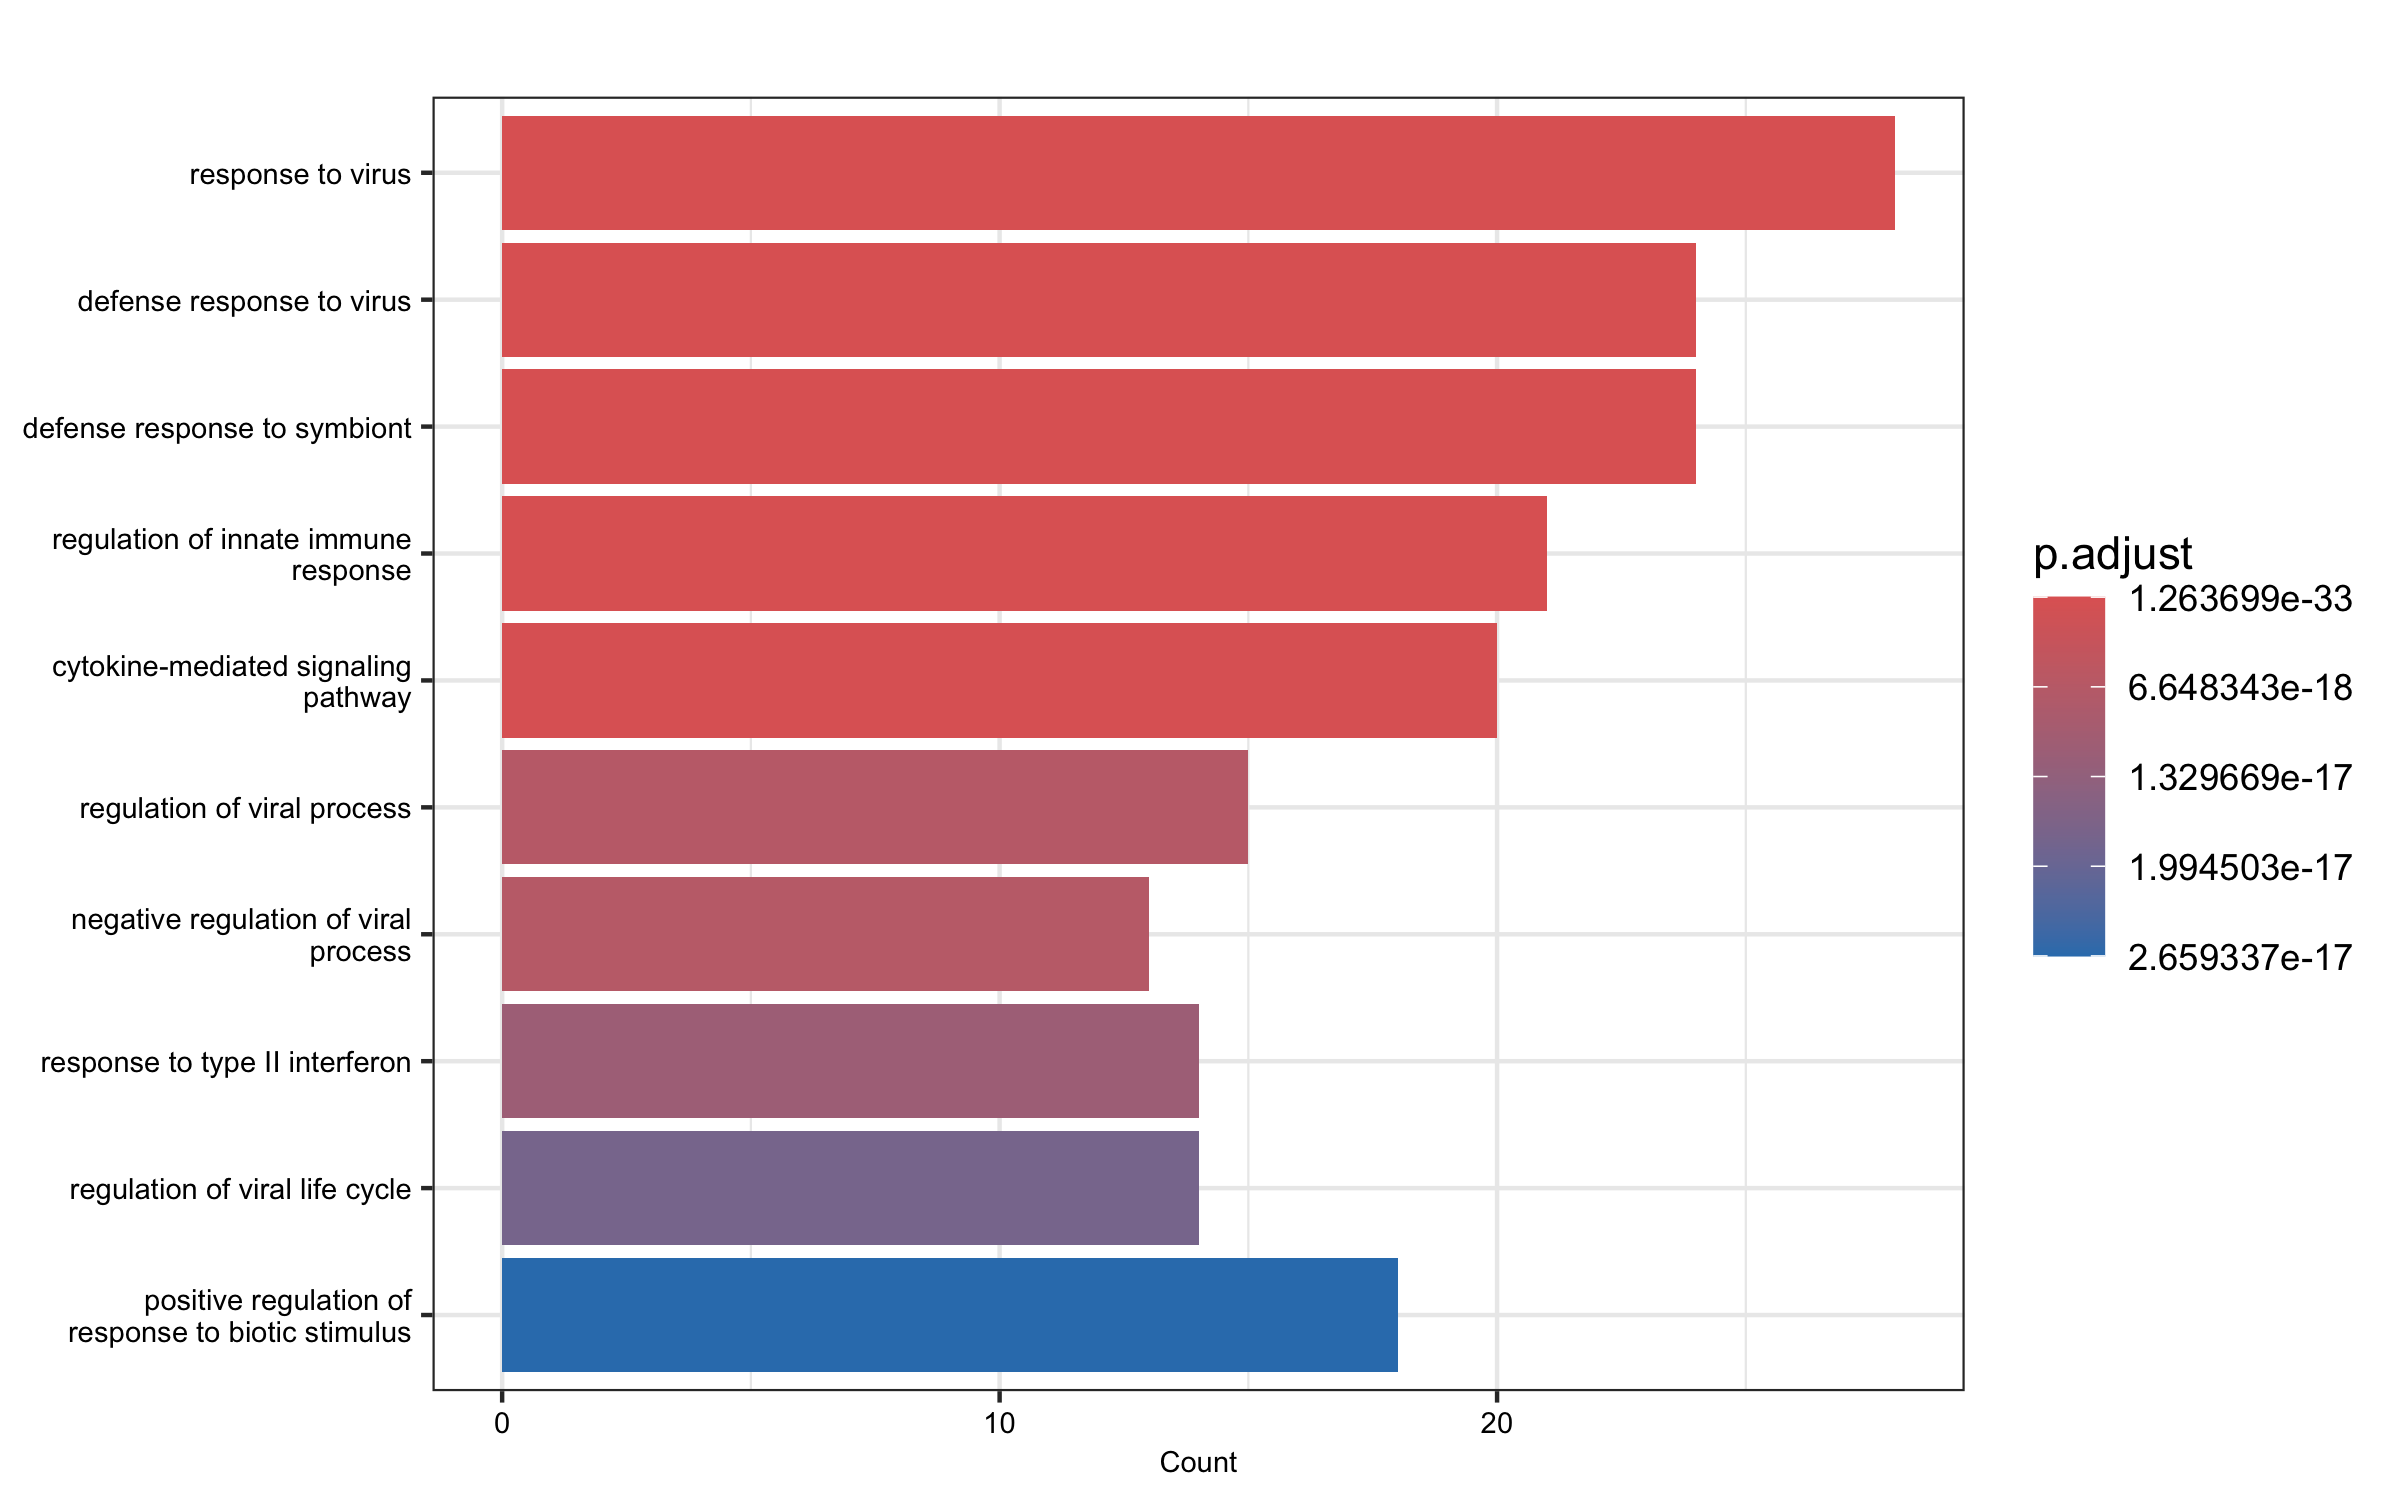 response to virus
defense response to virus
defense response to symbiont
regulation of innate immune
response
cytokine-mediated signaling
pathway
regulation of viral process
negative regulation of viral
process
response to type II interferon
regulation of viral life cycle
positive regulation of
response to biotic stimulus
0
10
20
Count
p.adjust
1.263699e-33
6.648343e-18
1.329669e-17
1.994503e-17
2.659337e-17